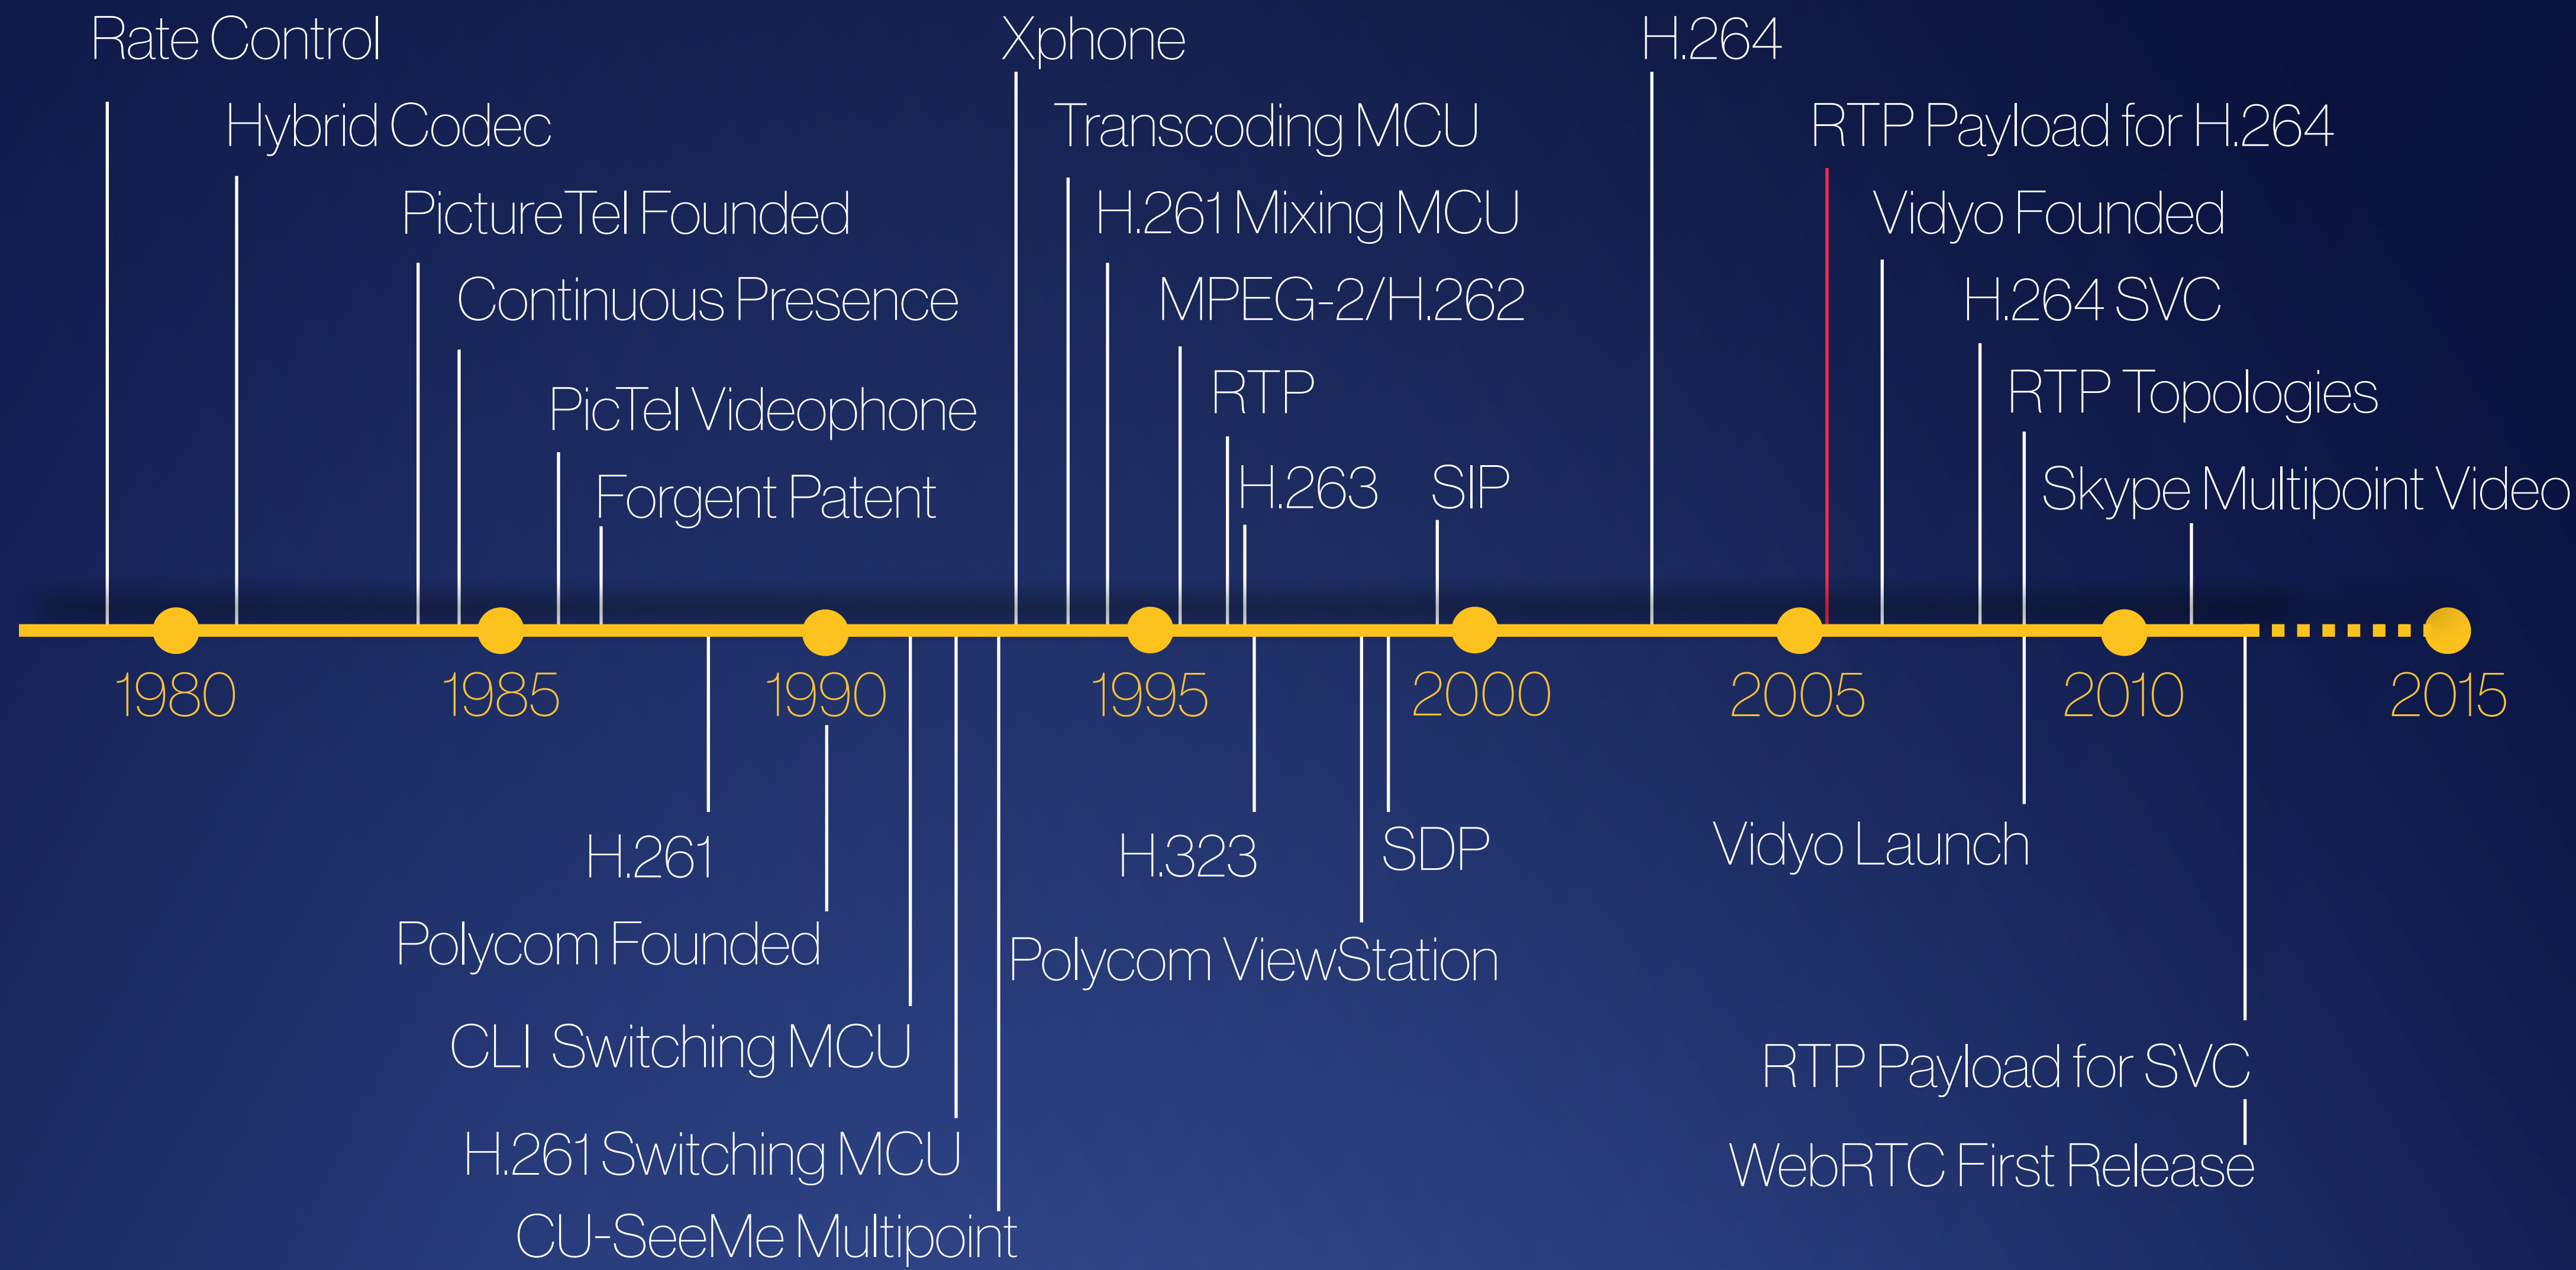 Rate Control
Xphone
H.264
Hybrid Codec
Transcoding MCU
RTP Payload for H.264
PictureTel Founded
H.261 Mixing MCU
Vidyo Founded
Continuous Presence
MPEG-2/H.262
H.264 SVC
PicTel Videophone
RTP
RTP Topologies
Forgent Patent
H.263
SIP
Skype Multipoint Video
1980
1985
1990
1995
2000
2005
2010
2015
H.261
H.323
SDP
Vidyo Launch
Polycom Founded
Polycom ViewStation
CLI Switching MCU
RTP Payload for SVC
H.261 Switching MCU
WebRTC First Release
CU-SeeMe Multipoint